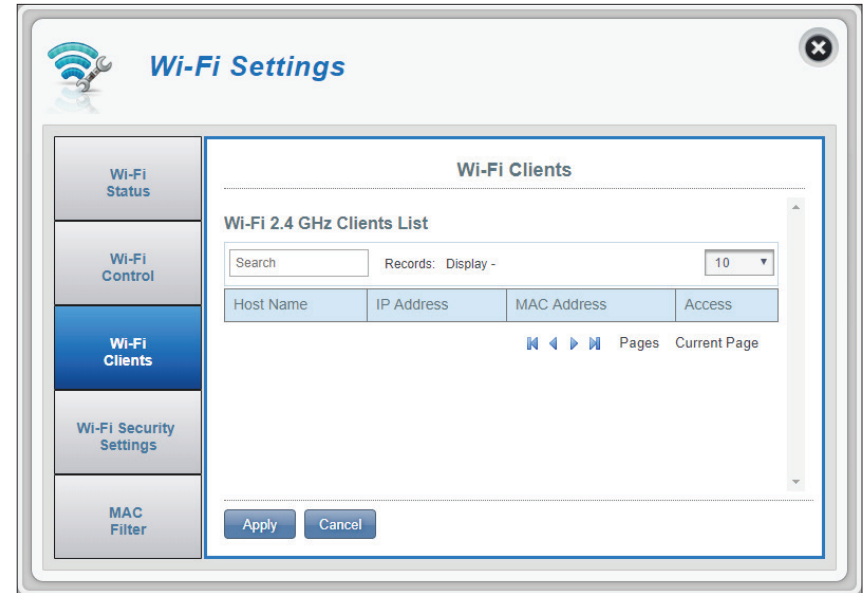 Wi-Fi Settings
Wi-Fi
Status
Wi-Fi
Control
Wi-Fi
Clients
Wi-Fi Security
Settings
MAC
Filter
Wi-Fi Clients
Wi-Fi 2.4 GHz Clients List
Search Records: Display - 10
Host Name IP Address MAC Address Access
Pages Current Page
Apply Cancel